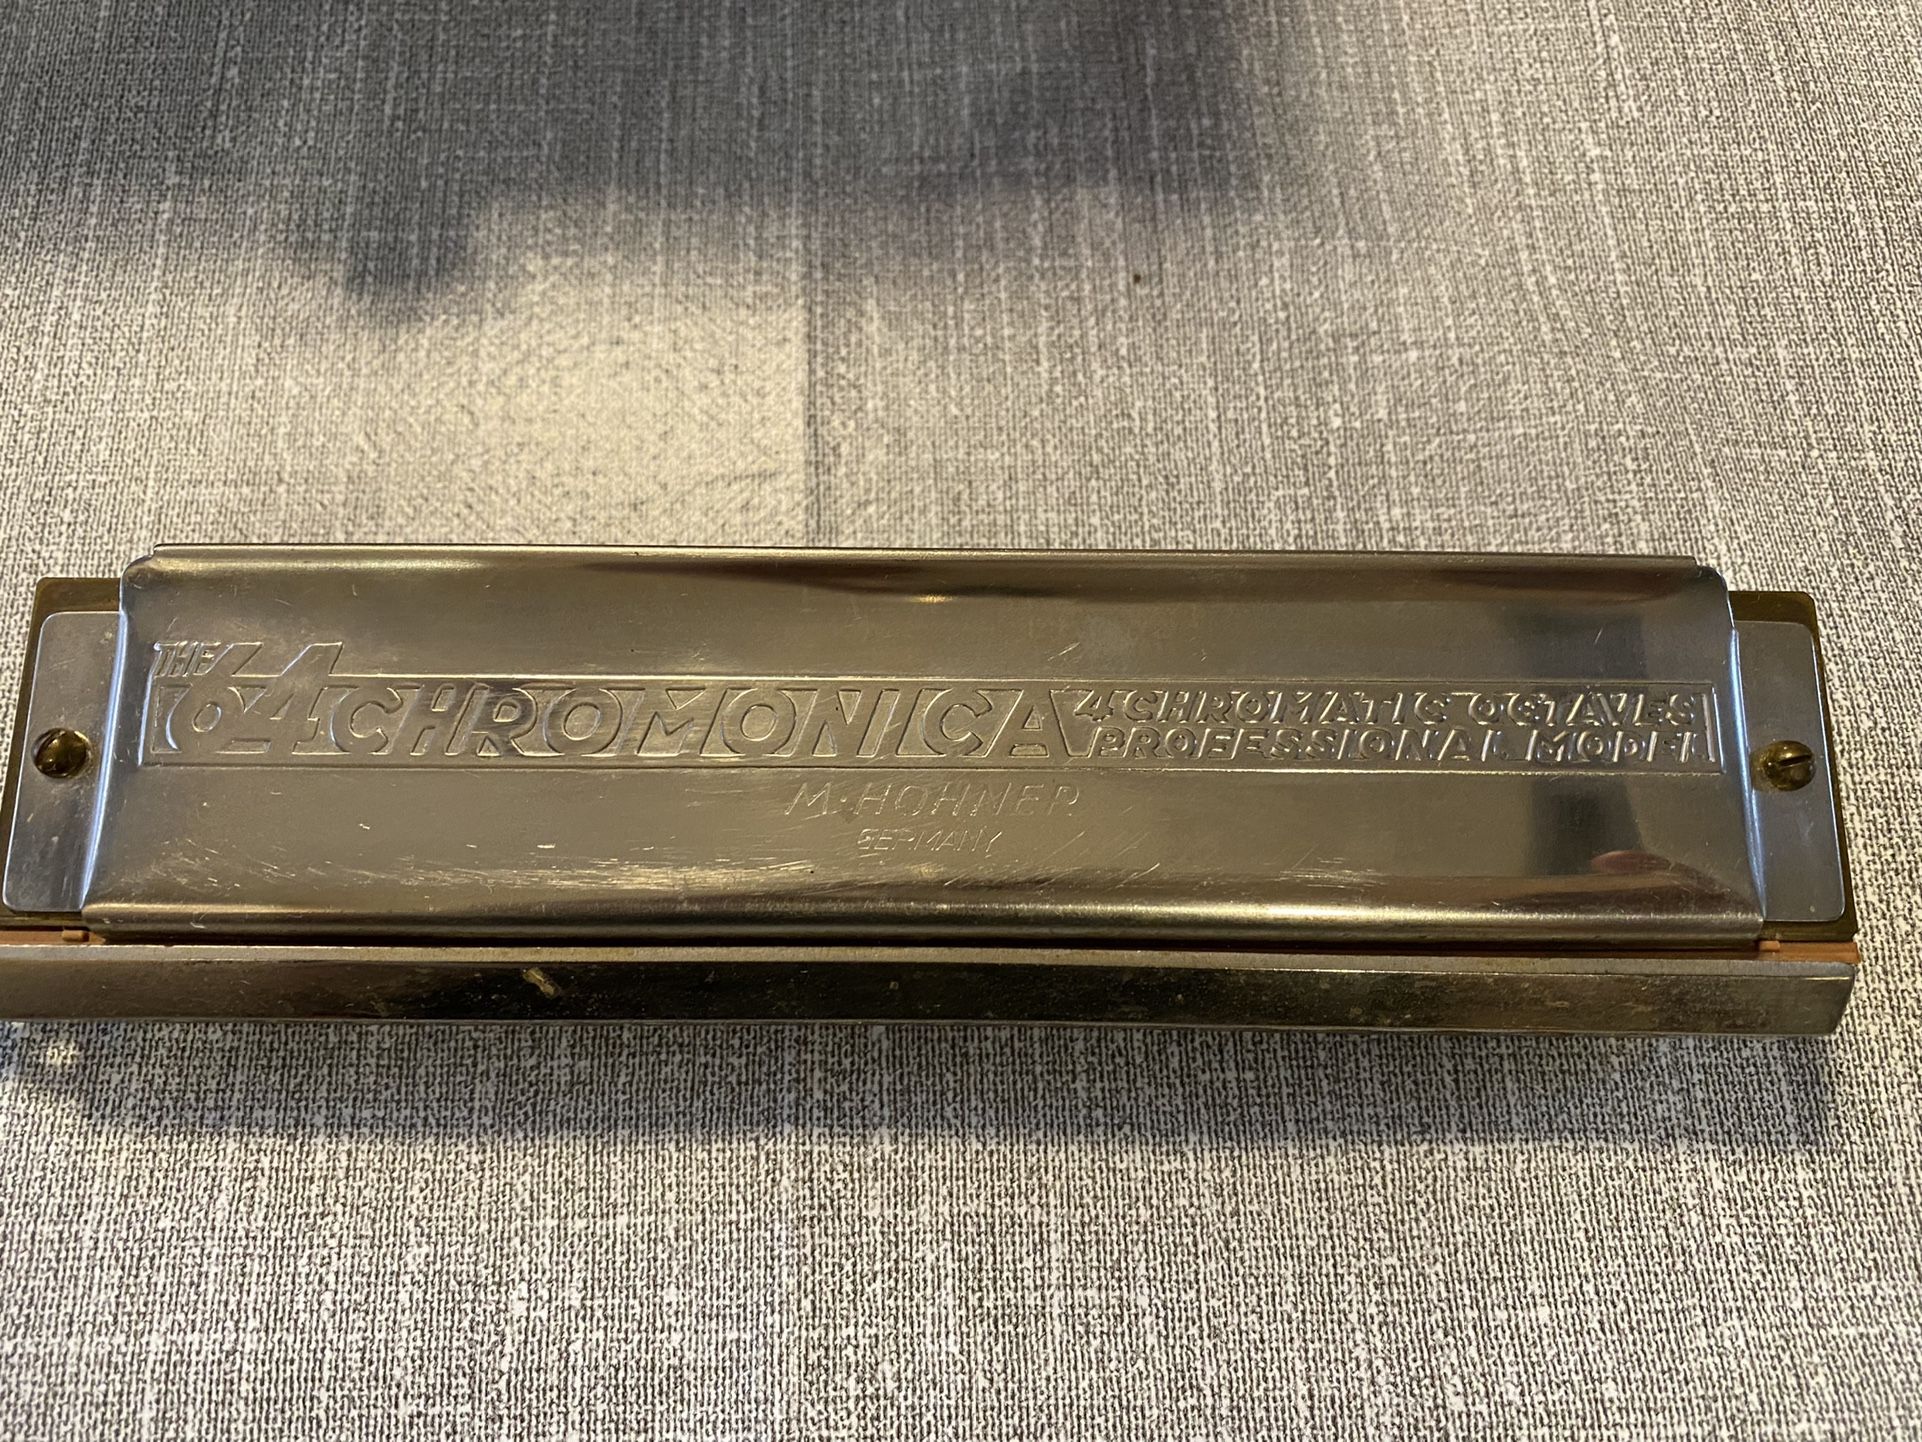 THE
64 CHROMONICA
4 CHROMATIC OCTAVES
PROFESSIONAL MODEL
M. HOHNER
GERMANY